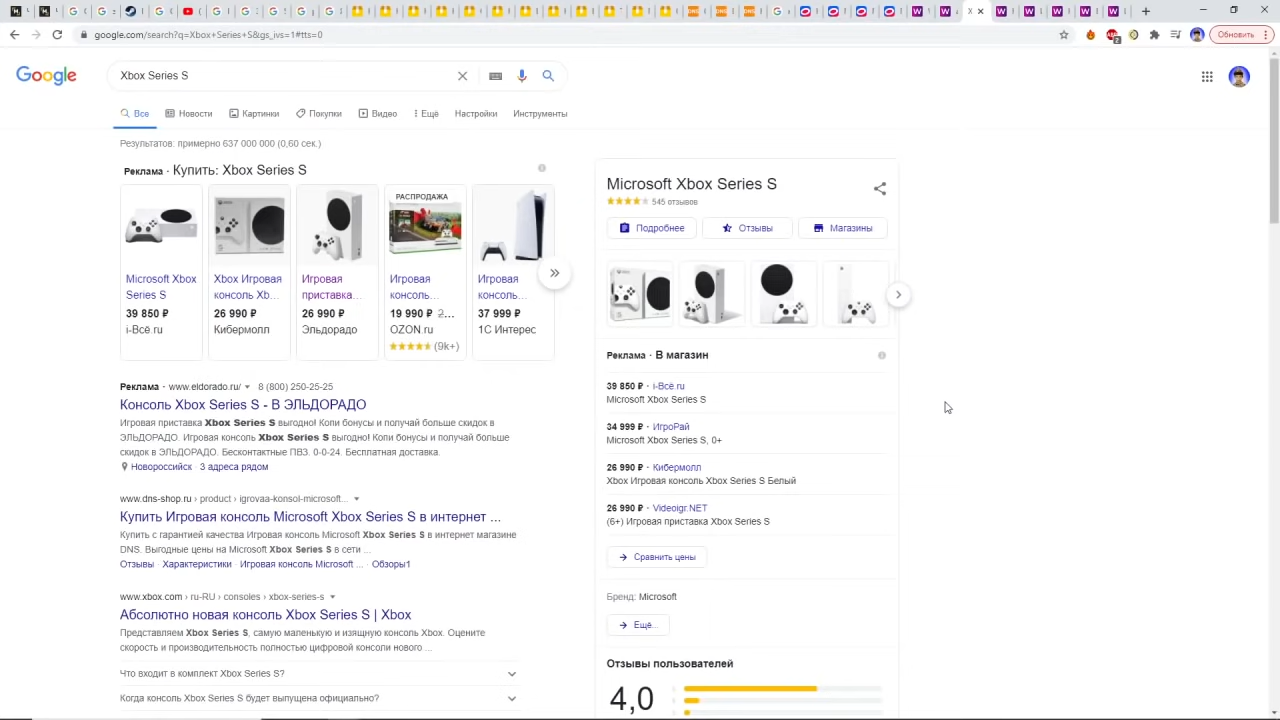 google.com/search?q=Xbox+Series+S&gs_ivs=1#tts=0
Обновить
Google
Xbox Series S
Все
Новости
Картинки
Покупки
Видео
Ещё
Настройки
Инструменты
Результатов: примерно 637 000 000 (0,60 сек.)
Реклама · Купить: Xbox Series S
Microsoft Xbox Series S
39 850 ₽
i-Всё ru
Xbox Игровая консоль Xb...
26 990 ₽
Кибермолл
Игровая приставка...
26 990 ₽
Эльдорадо
РАСПРОДАЖА
Игровая консоль...
19 990 ₽ 2...
OZON.ru
(9k+)
Игровая консоль...
37 999 ₽
1С Интерес
Реклама · www.eldorado.ru/ 8 (800) 250-25-25
Консоль Xbox Series S - В ЭЛЬДОРАДО
Игровая приставка Xbox Series S выгодно! Копи бонусы и получай больше скидок в
ЭЛЬДОРАДО. Игровая консоль Xbox Series S выгодно! Копи бонусы и получай больше
скидок в ЭЛЬДОРАДО. Бесконтактные ПВЗ. 0-0-24. Бесплатная доставка.
Новороссийск · 3 адреса рядом
www.dns-shop.ru › product › igrovaa-konsol-microsoft...
Купить Игровая консоль Microsoft Xbox Series S в интернет ...
Купить с гарантией качества Игровая консоль Microsoft Xbox Series S в интернет магазине
DNS. Выгодные цены на Microsoft Xbox Series S в сети ...
Отзывы · Характеристики · Игровая консоль Microsoft ... · Обзоры1
www.xbox.com › ru-RU › consoles › xbox-series-s
Абсолютно новая консоль Xbox Series S | Xbox
Представляем Xbox Series S, самую маленькую и изящную консоль Xbox. Оцените
скорость и производительность полностью цифровой консоли нового ...
Что входит в комплект Xbox Series S?
Когда консоль Xbox Series S будет выпущена официально?
Microsoft Xbox Series S
545 отзывов
Подробнее
Отзывы
Магазины
Реклама · В магазин
39 850 ₽ · i-Всё ru
Microsoft Xbox Series S
34 999 ₽ · ИгроРай
Microsoft Xbox Series S, 0+
26 990 ₽ · Кибермолл
Xbox Игровая консоль Xbox Series S Белый
26 990 ₽ · Videoigr.NET
(6+) Игровая приставка Xbox Series S
Сравнить цены
Бренд: Microsoft
Ещё...
Отзывы пользователей
4,0